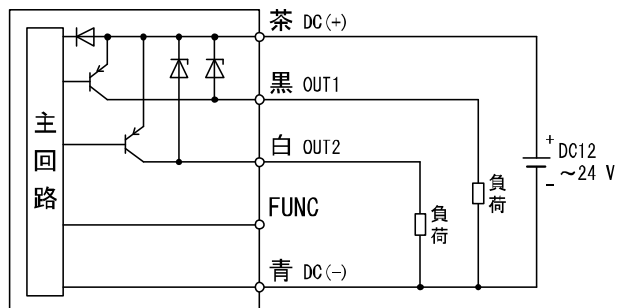 茶 DC(+)
黒 OUT1
主回路
白 OUT2
+
DC12
～24 V
−
負荷
負荷
FUNC
青 DC(−)